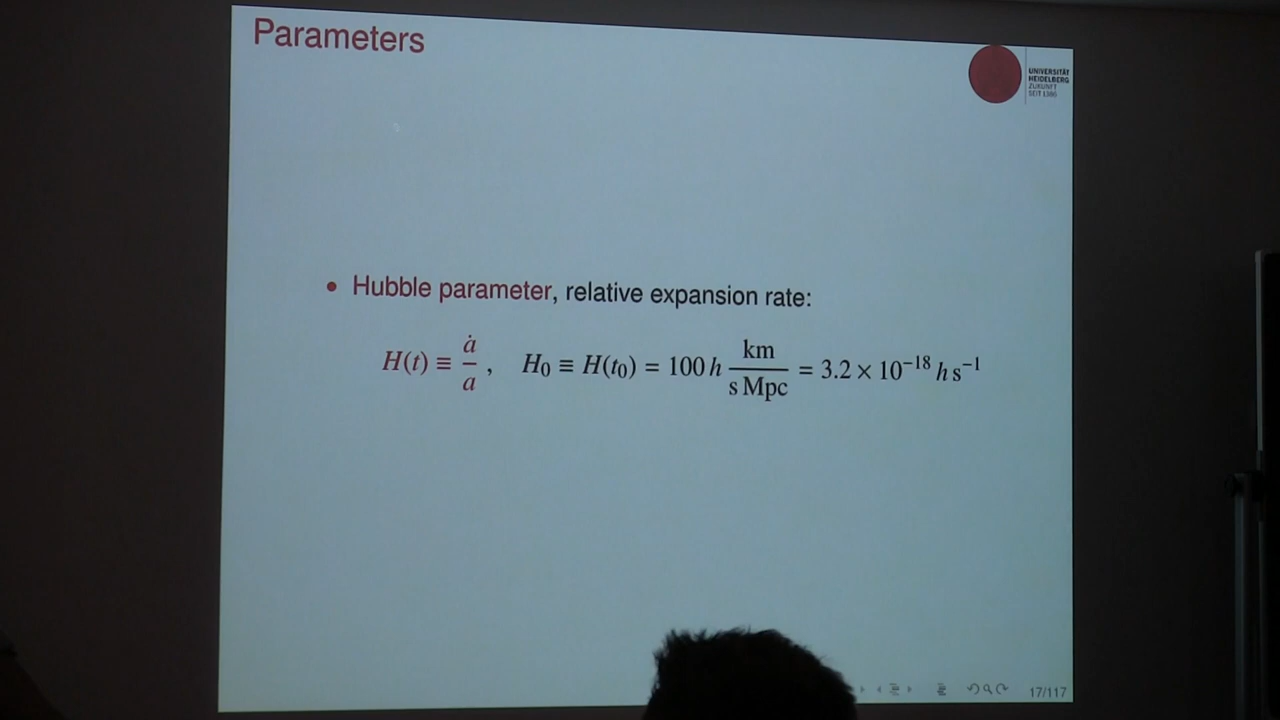 Parameters
UNIVERSITÄT
HEIDELBERG
ZUKUNFT
SEIT 1386
• Hubble parameter, relative expansion rate:
H(t) ≡ ȧ/a , H₀ ≡ H(t₀) = 100 h km/(s Mpc) = 3.2 × 10⁻¹⁸ h s⁻¹
17/117